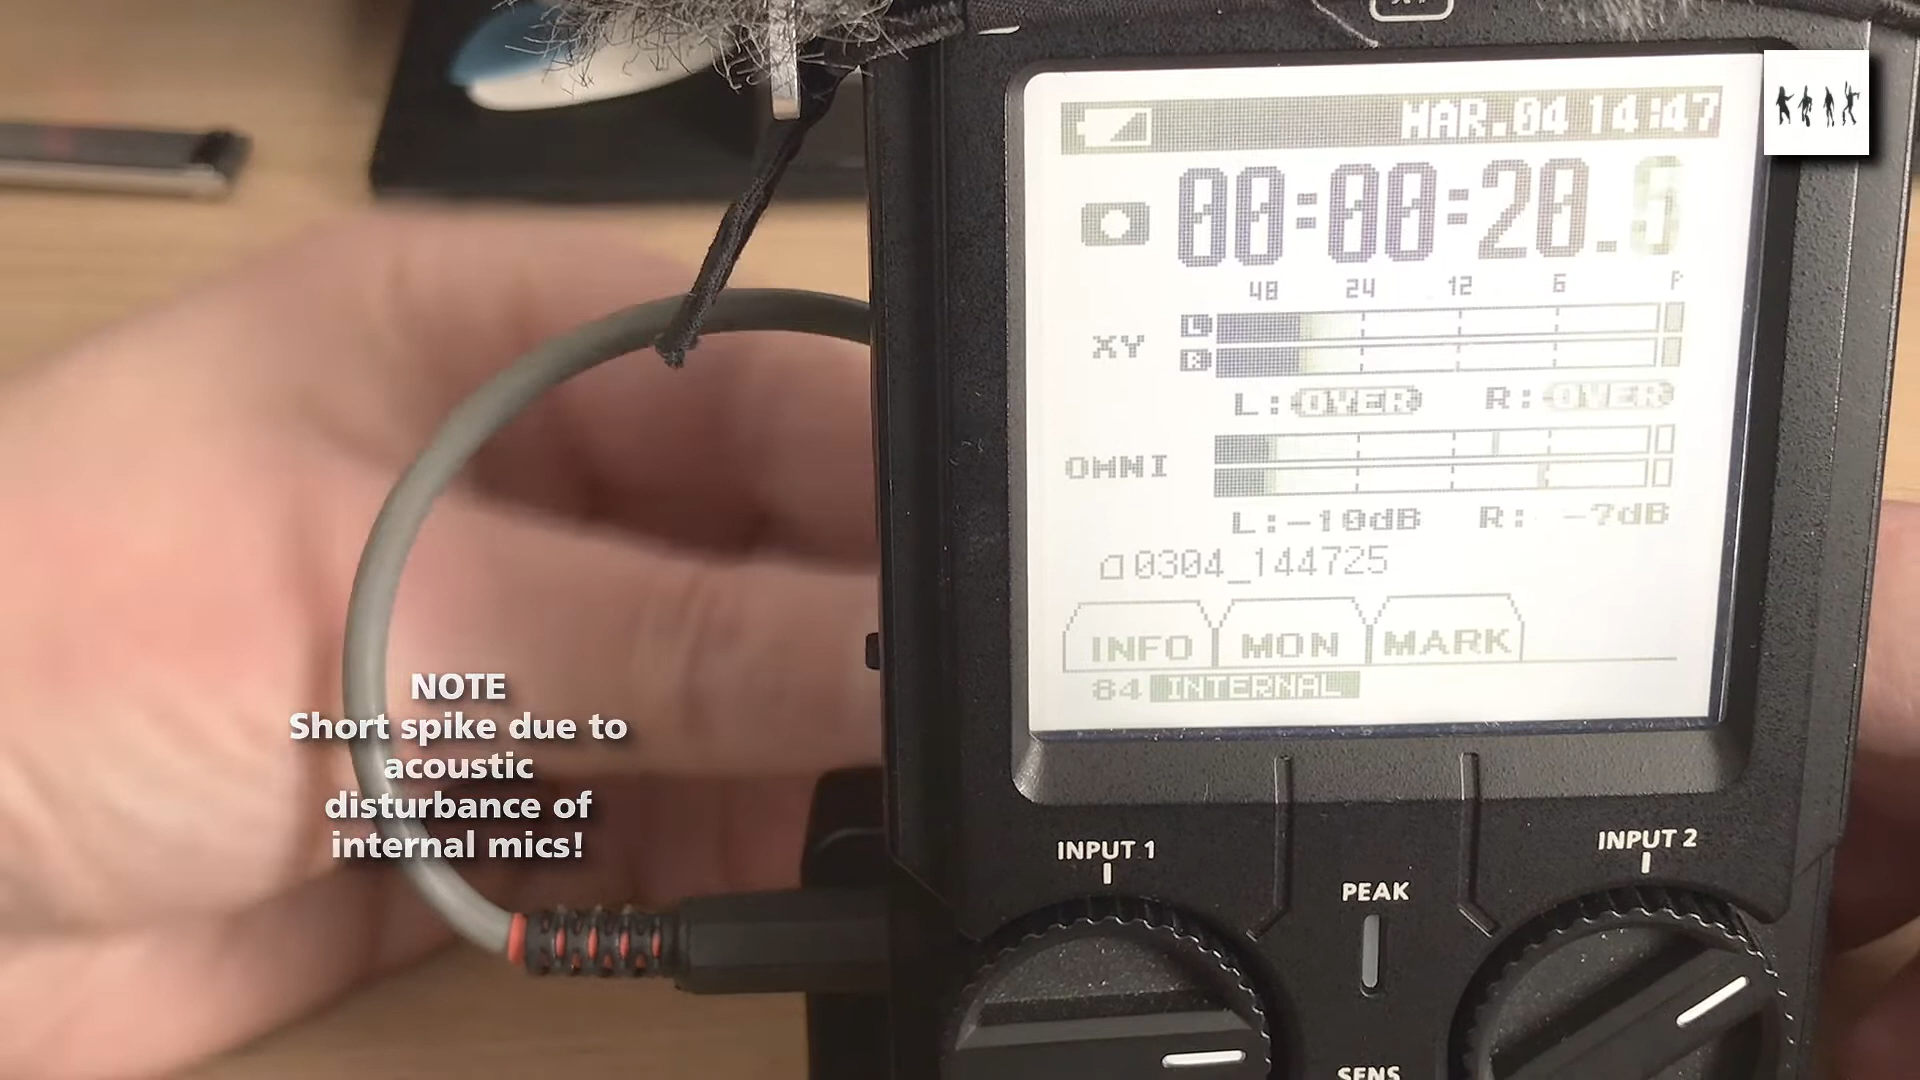 MAR.04 14:47
00:00:20.
48 24 12 6 P
XY L R
L:OVER R:OVER
OMNI
L:-10dB R: -7dB
0304_144725
INFO MON MARK
64 INTERNAL
NOTE
Short spike due to
acoustic
disturbance of
internal mics!
INPUT 1
INPUT 2
PEAK
SENS